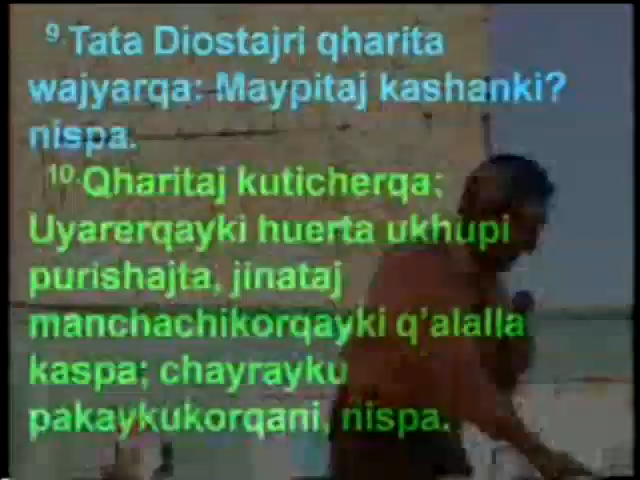 9. Tata Diostajri qharita
wajyarqa: Maypitaj kashanki?
nispa.
10. Qharitaj kuticherqa:
Uyarerqayki huerta ukhupi
purishajta, jinataj
manchachikorqayki q'alalla
kaspa; chayrayku
pakaykukorqani, nispa.